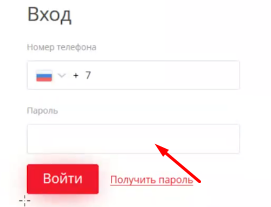 Вход
Номер телефона
+ 7
Пароль
Войти Получить пароль